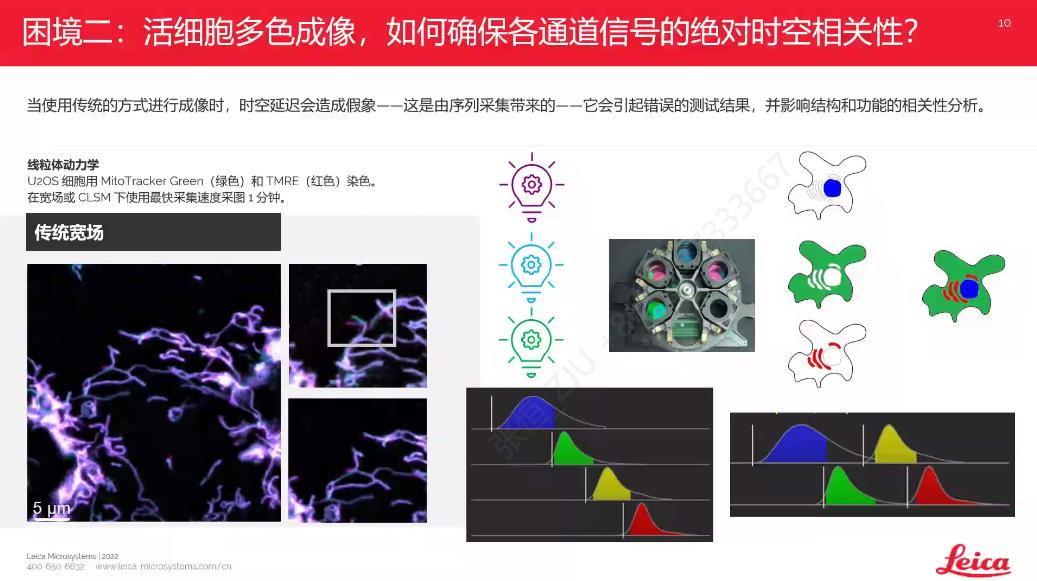 困境二：活细胞多色成像，如何确保各通道信号的绝对时空相关性？
10
当使用传统的方式进行成像时，时空延迟会造成假象——这是由序列采集带来的——它会引起错误的测试结果，并影响结构和功能的相关性分析。
线粒体动力学
U2OS 细胞用 MitoTracker Green（绿色）和 TMRE（红色）染色。
在宽场或 CLSM 下使用最快采集速度采图 1 分钟。
传统宽场
5 µm
Leica Microsystems | 2022
400-650-6632 www.leica-microsystems.com/cn
Leica